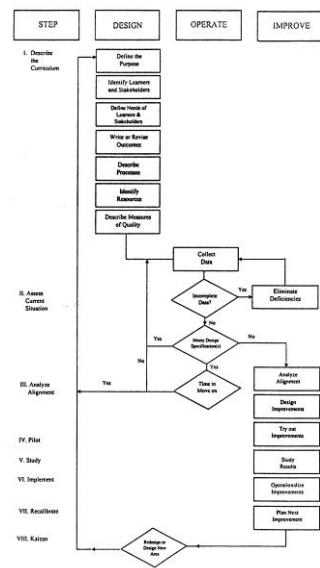 STEP
DESIGN
OPERATE
IMPROVE
I. Describe
the
Curriculum
Define the
Purpose
Identify Learners
and Stakeholders
Define Needs of
Learners &
Stakeholders
Write or Revise
Outcomes
Describe
Processes
Identify
Resources
Describe Measures
of Quality
Collect
Data
II. Assess
Current
Situation
Incomplete
Data?
Yes
Eliminate
Deficiencies
No
Yes
Meets Design
Specification(s)
No
No
Yes
III. Analyze
Alignment
Yes
Time to
Move on
Analyze
Alignment
Design
Improvements
IV. Pilot
Try out
Improvements
V. Study
Study
Results
VI. Implement
Operationalize
Improvements
VII. Recalibrate
Plan Next
Improvement
VIII. Kaizan
Redesign or
Design New
Area